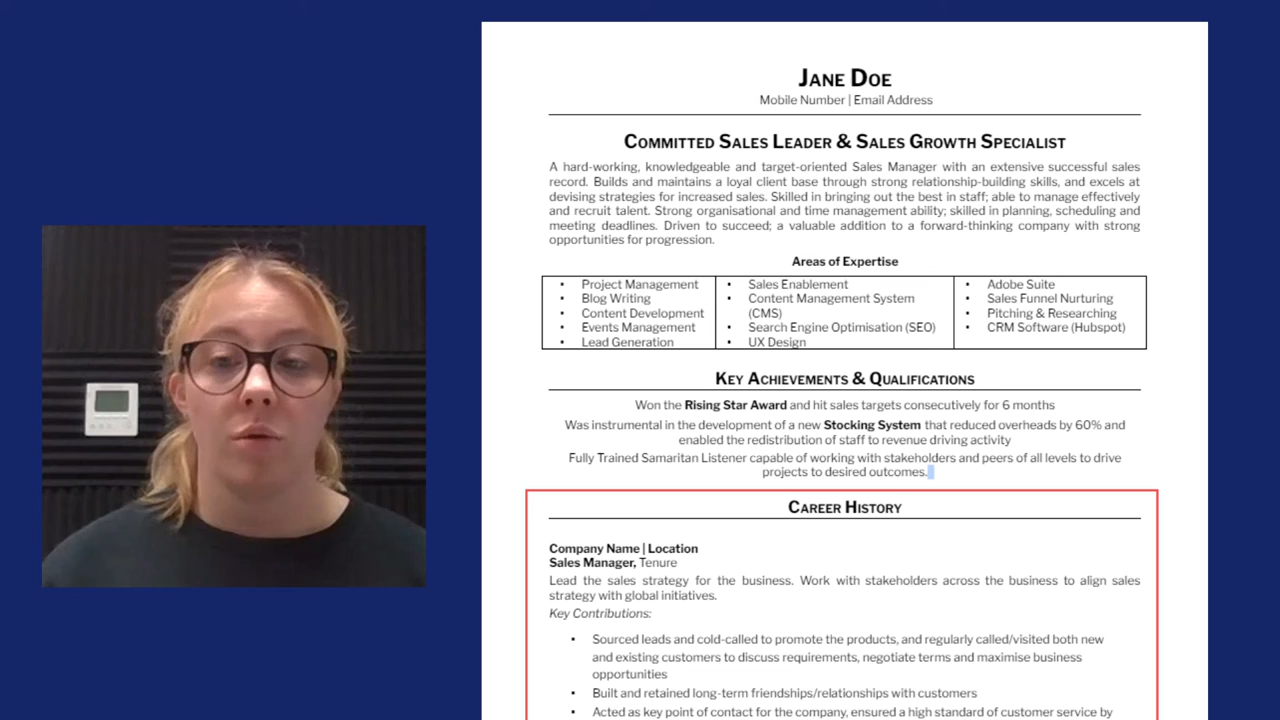 JANE DOE
Mobile Number | Email Address
COMMITTED SALES LEADER & SALES GROWTH SPECIALIST
A hard-working, knowledgeable and target-oriented Sales Manager with an extensive successful sales
record. Builds and maintains a loyal client base through strong relationship-building skills, and excels at
devising strategies for increased sales. Skilled in bringing out the best in staff; able to manage effectively
and recruit talent. Strong organisational and time management ability; skilled in planning, scheduling and
meeting deadlines. Driven to succeed; a valuable addition to a forward-thinking company with strong
opportunities for progression.
Areas of Expertise
▪ Project Management
▪ Blog Writing
▪ Content Development
▪ Events Management
▪ Lead Generation
▪ Sales Enablement
▪ Content Management System
(CMS)
▪ Search Engine Optimisation (SEO)
▪ UX Design
▪ Adobe Suite
▪ Sales Funnel Nurturing
▪ Pitching & Researching
▪ CRM Software (Hubspot)
KEY ACHIEVEMENTS & QUALIFICATIONS
Won the Rising Star Award and hit sales targets consecutively for 6 months
Was instrumental in the development of a new Stocking System that reduced overheads by 60% and
enabled the redistribution of staff to revenue driving activity
Fully Trained Samaritan Listener capable of working with stakeholders and peers of all levels to drive
projects to desired outcomes.
CAREER HISTORY
Company Name | Location
Sales Manager, Tenure
Lead the sales strategy for the business. Work with stakeholders across the business to align sales
strategy with global initiatives.
Key Contributions:
▪ Sourced leads and cold-called to promote the products, and regularly called/visited both new
and existing customers to discuss requirements, negotiate terms and maximise business
opportunities
▪ Built and retained long-term friendships/relationships with customers
▪ Acted as key point of contact for the company, ensured a high standard of customer service by